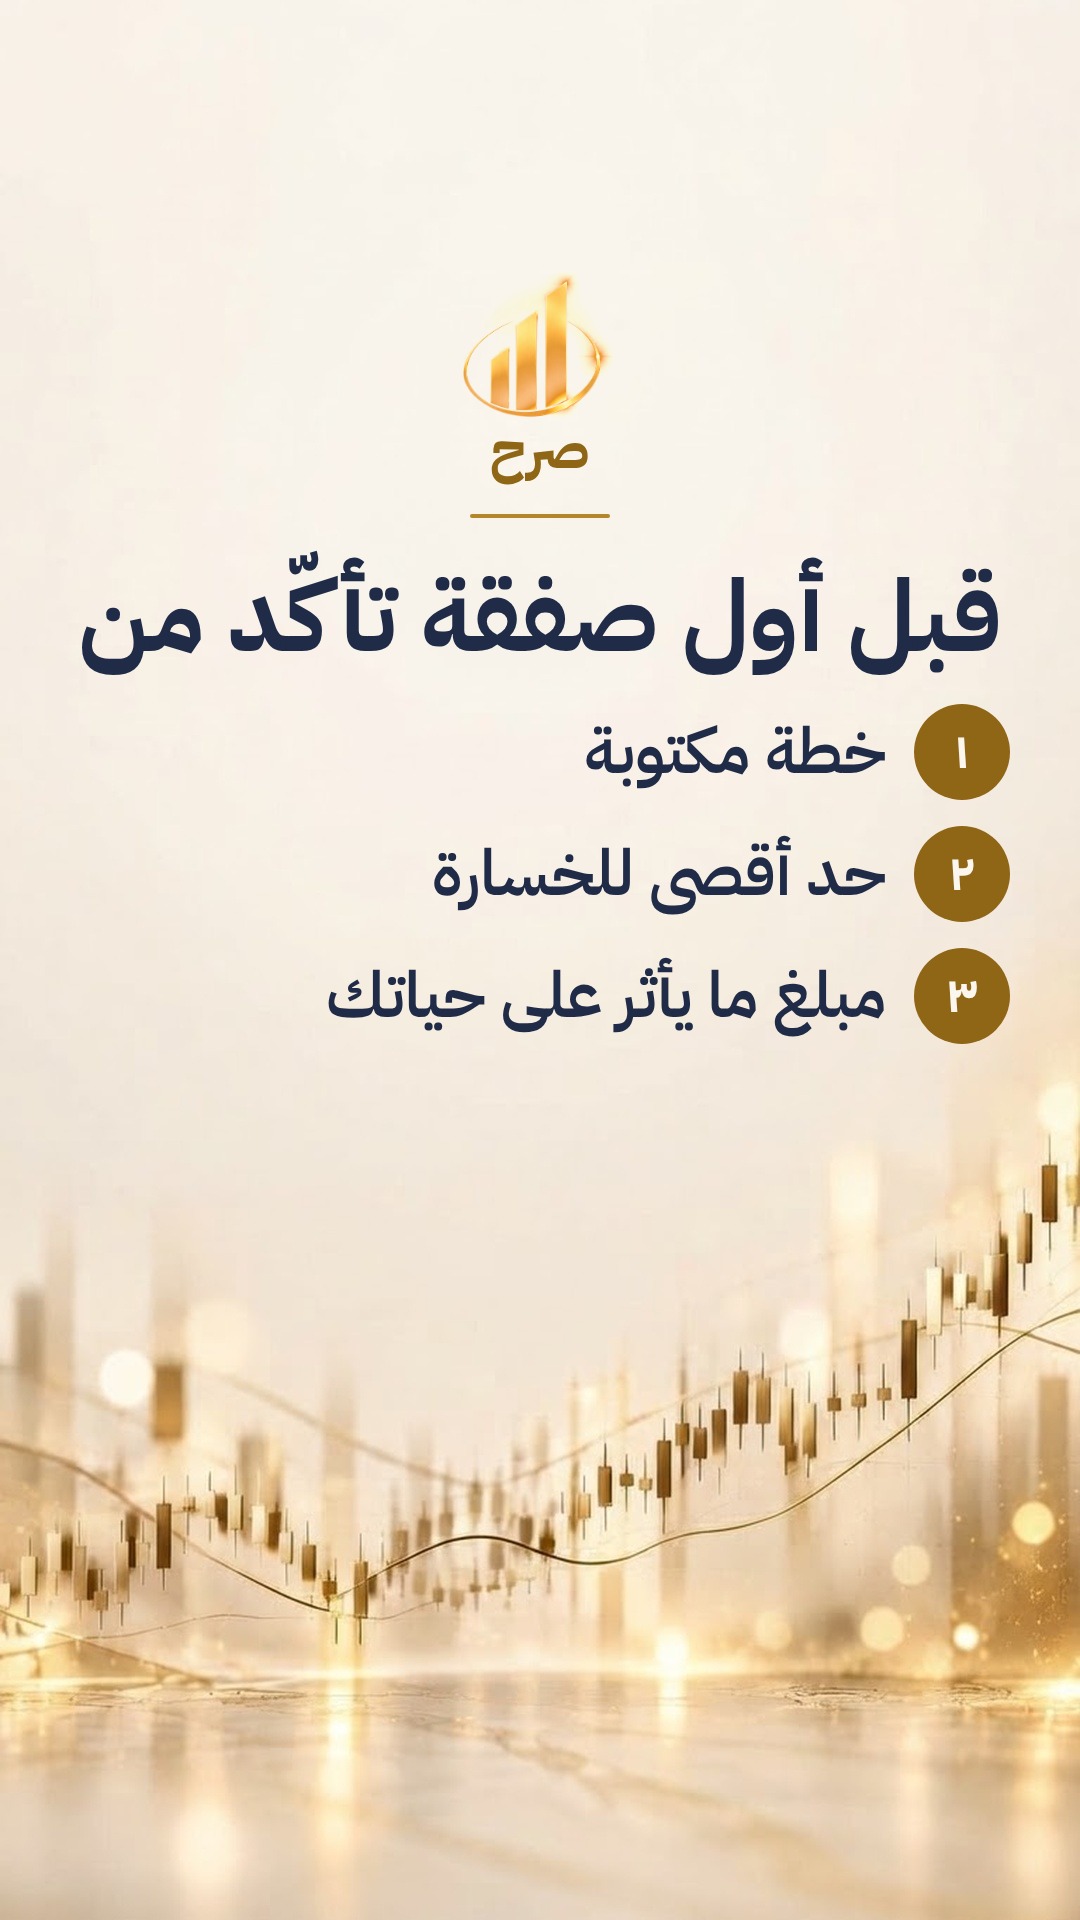 صرح
قبل أول صفقة تأكّد من
١ خطة مكتوبة
٢ حد أقصى للخسارة
٣ مبلغ ما يأثر على حياتك